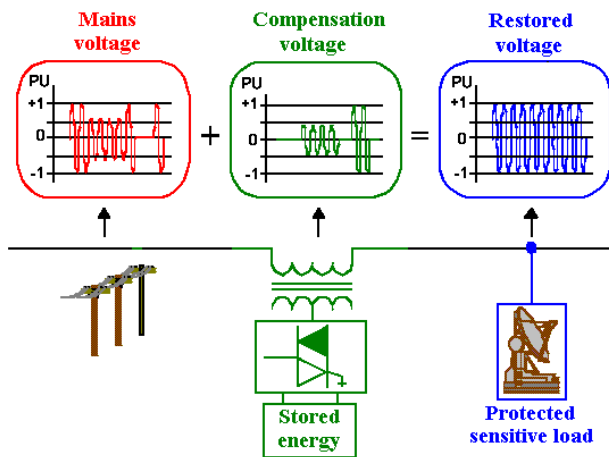 Mains
voltage
Compensation
voltage
Restored
voltage
PU
+1
0
-1
+
PU
+1
0
-1
=
PU
+1
0
-1
Stored
energy
Protected
sensitive load